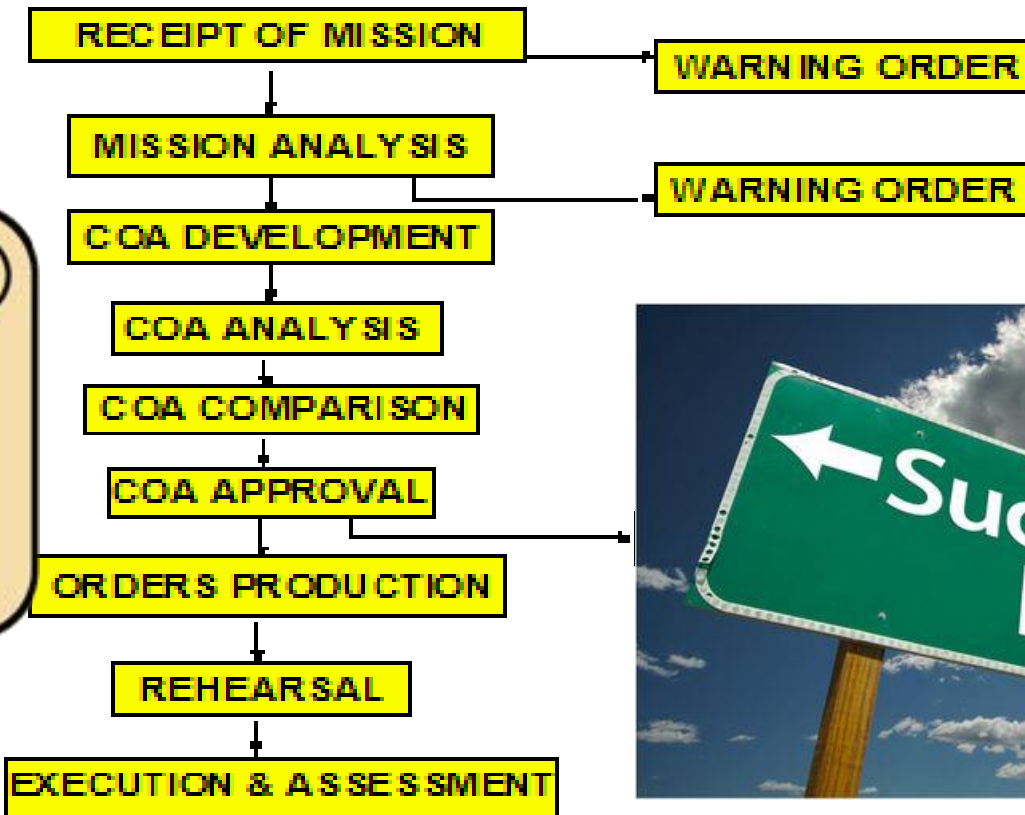 RECEIPT OF MISSION
WARNING ORDER
MISSION ANALYSIS
WARNING ORDER
COA DEVELOPMENT
COA ANALYSIS
COA COMPARISON
COA APPROVAL
ORDERS PRODUCTION
REHEARSAL
EXECUTION & ASSESSMENT